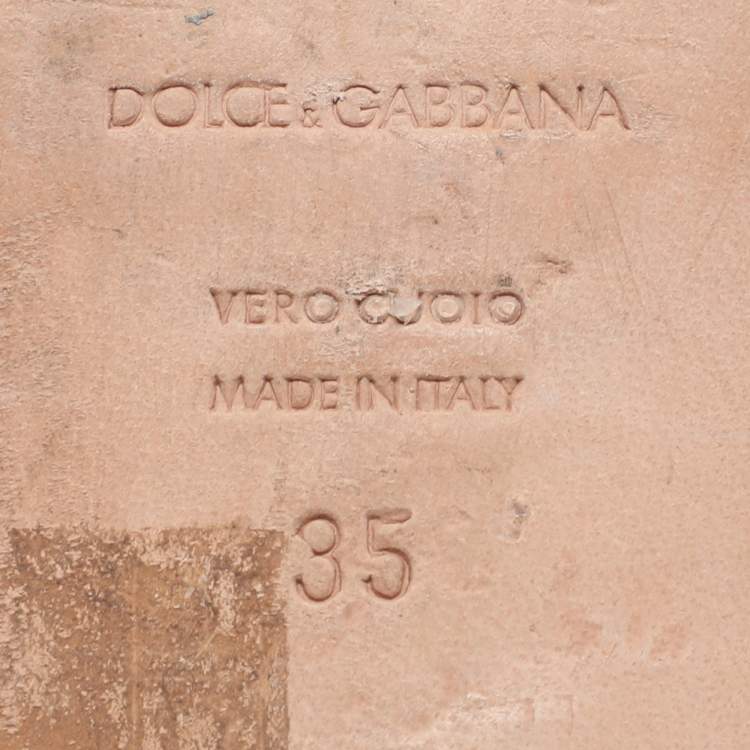 DOLCE & GABBANA
VERO CUOIO
MADE IN ITALY
35